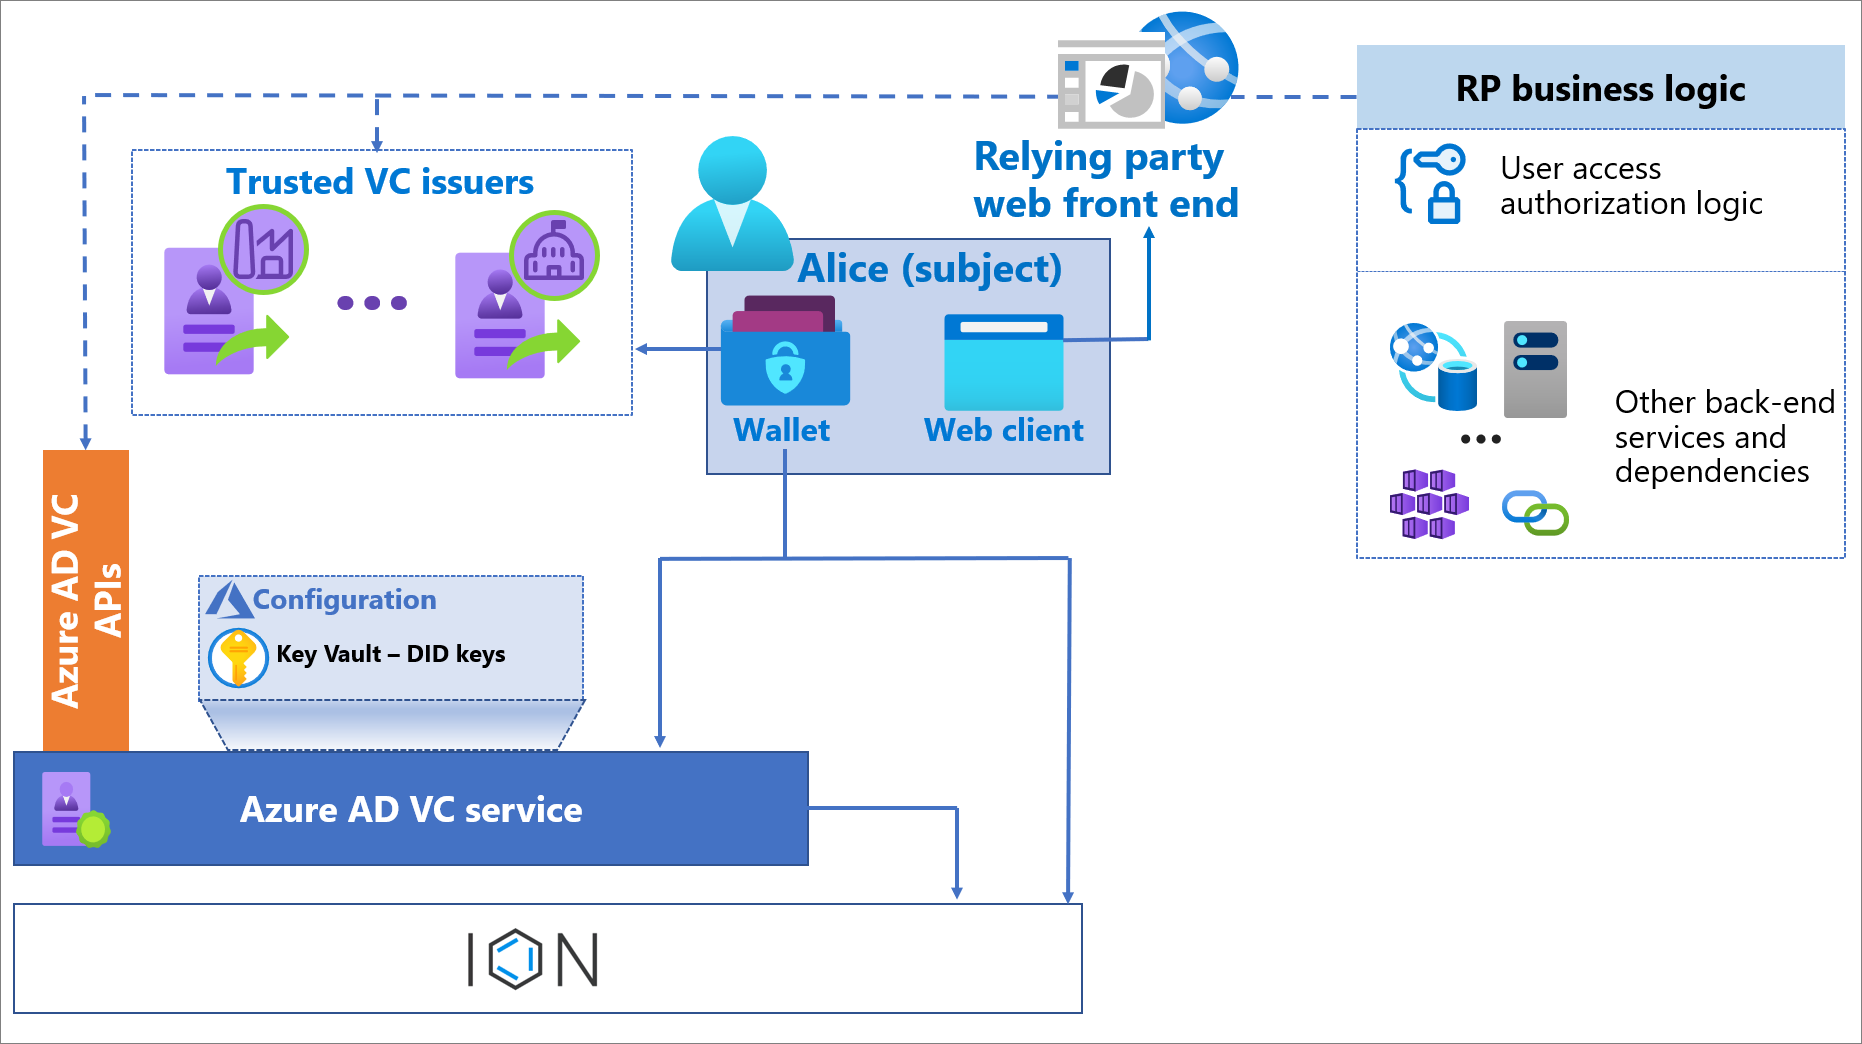 RP business logic
User access
authorization logic
Other back-end
services and
dependencies
Relying party
web front end
Trusted VC issuers
Alice (subject)
Wallet
Web client
Azure AD VC
APIs
Configuration
Key Vault – DID keys
Azure AD VC service
ION